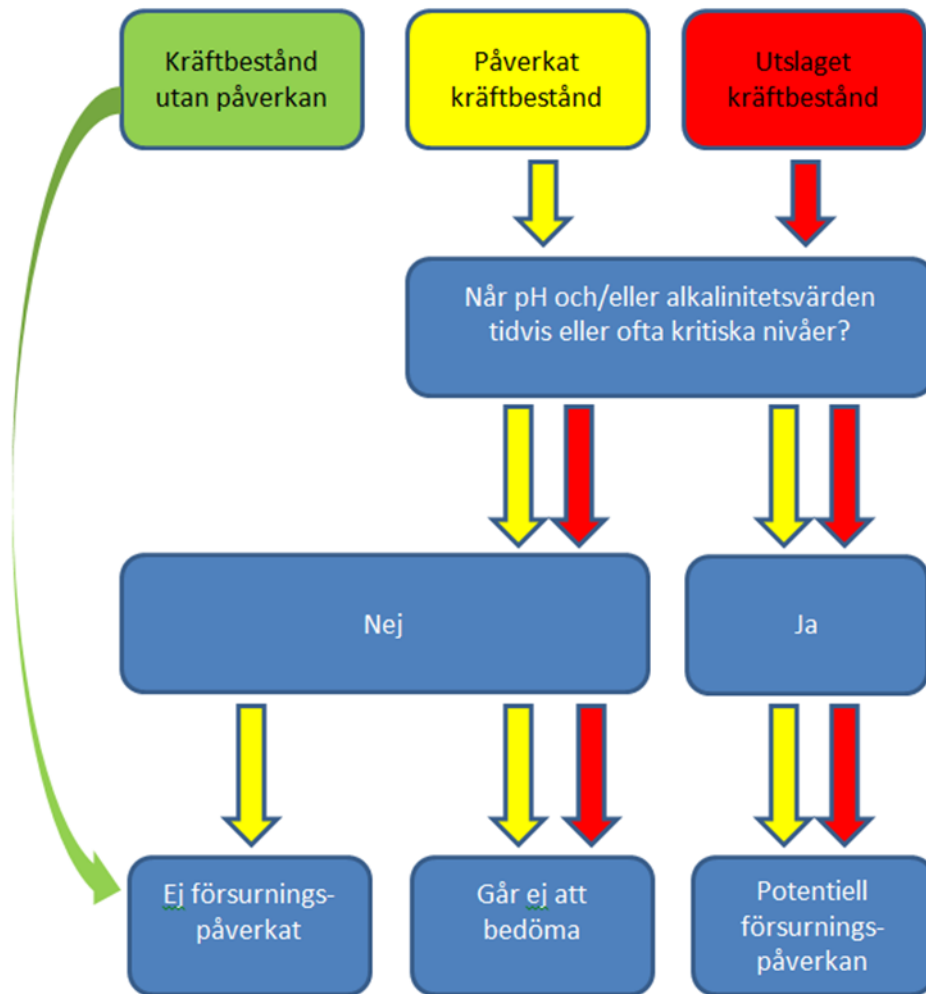 Kräftbestånd
utan påverkan
Påverkat
kräftbestånd
Utslaget
kräftbestånd
Når pH och/eller alkalinitetsvärden
tidvis eller ofta kritiska nivåer?
Nej
Ja
Ej försurnings-
påverkat
Går ej att
bedöma
Potentiell
försurnings-
påverkan